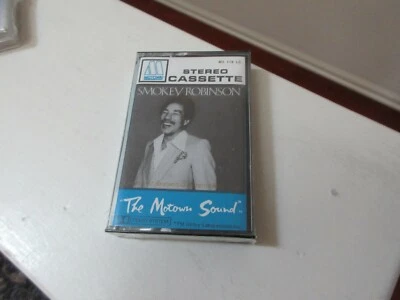 STEREO
CASSETTE
SMOKEY ROBINSON
"The Motown Sound"